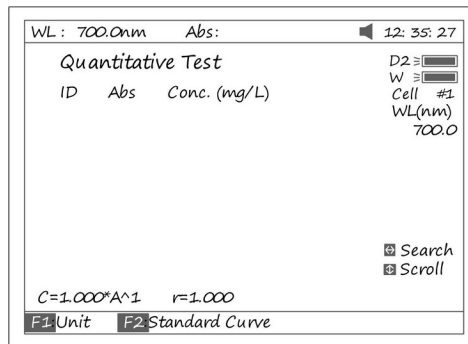 WL: 700.0nm Abs: 12: 35: 27
Quantitative Test
ID Abs Conc. (mg/L)
D2
W
Cell #1
WL(nm)
700.0
Search
Scroll
C=1.000*A^1 r=1.000
F1:Unit F2:Standard Curve